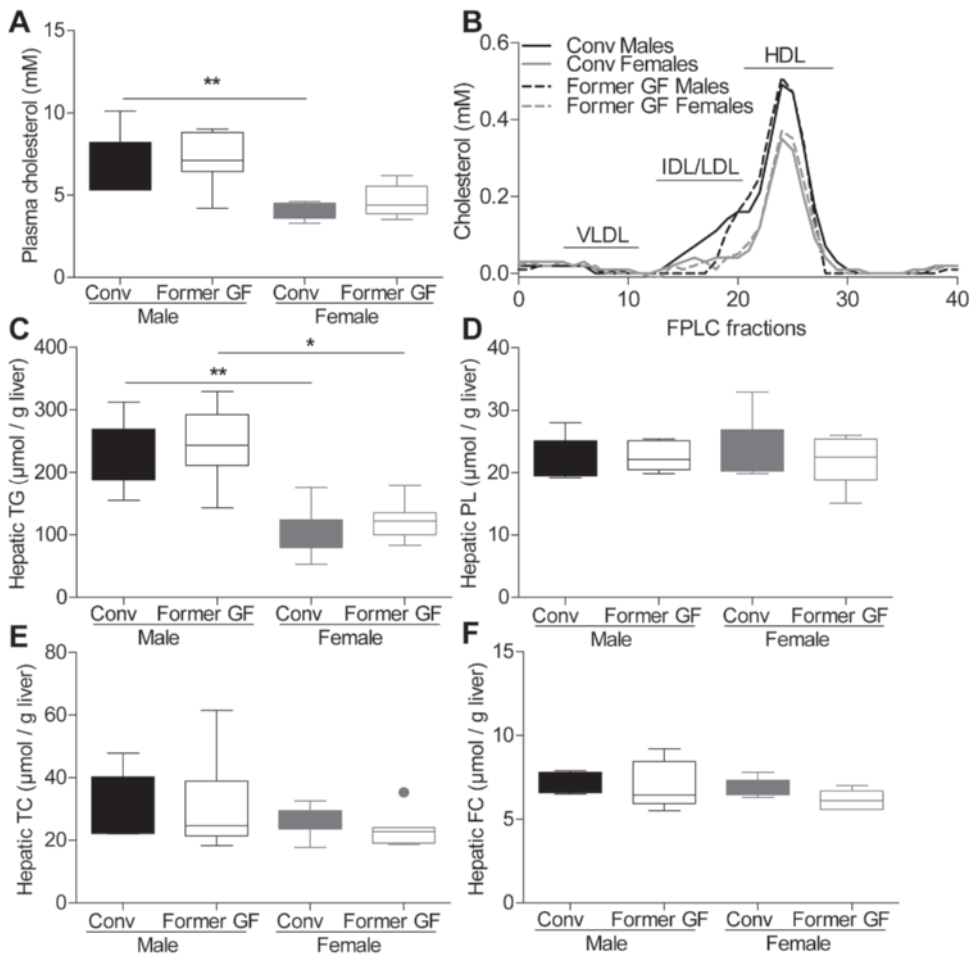 A
Plasma cholesterol (mM)
15
10
5
0
**
Conv Former GF Conv Former GF
Male Female
B
Cholesterol (mM)
0.6
0.4
0.2
0.0
Conv Males
Conv Females
Former GF Males
Former GF Females
HDL
IDL/LDL
VLDL
0 10 20 30 40
FPLC fractions
C
Hepatic TG (µmol / g liver)
400
300
200
100
0
*
**
Conv Former GF Conv Former GF
Male Female
D
Hepatic PL (µmol / g liver)
40
30
20
10
0
Conv Former GF Conv Former GF
Male Female
E
Hepatic TC (µmol / g liver)
80
60
40
20
0
Conv Former GF Conv Former GF
Male Female
F
Hepatic FC (µmol / g liver)
15
10
5
0
Conv Former GF Conv Former GF
Male Female